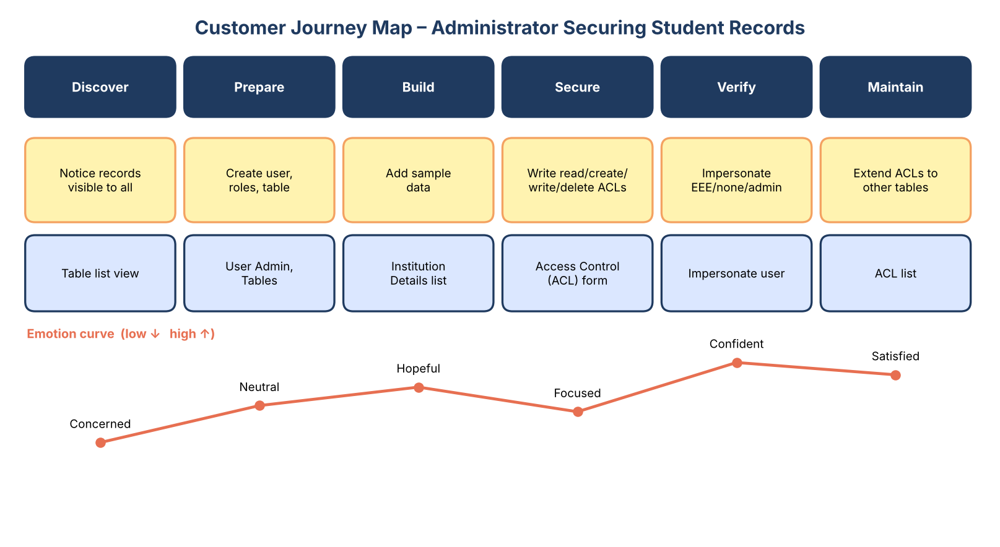 Customer Journey Map – Administrator Securing Student Records
Discover
Prepare
Build
Secure
Verify
Maintain
Notice records
visible to all
Create user,
roles, table
Add sample
data
Write read/create/
write/delete ACLs
Impersonate
EEE/none/admin
Extend ACLs to
other tables
Table list view
User Admin,
Tables
Institution
Details list
Access Control
(ACL) form
Impersonate user
ACL list
Emotion curve (low ↓ high ↑)
Concerned
Neutral
Hopeful
Focused
Confident
Satisfied